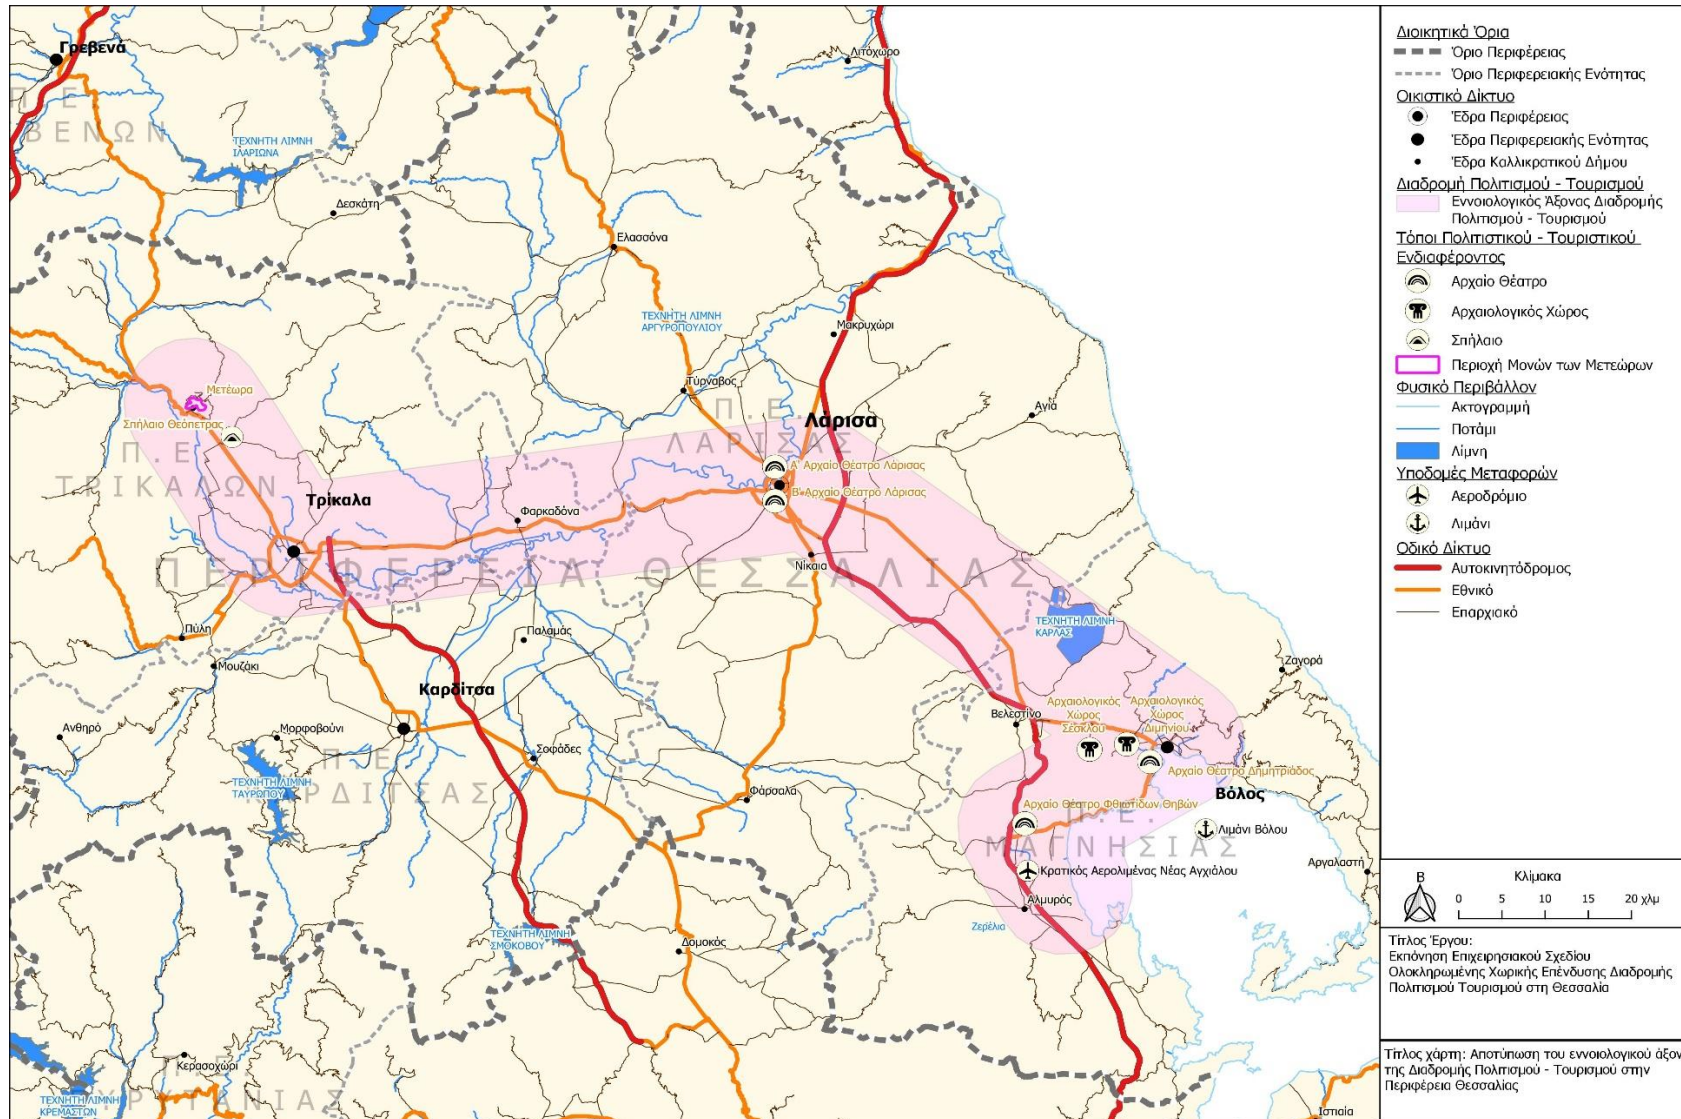 Γρεβενά
Λιτόχωρο
Π.Ε
ΒΕΝΩΝ
ΤΕΧΝΗΤΗ ΛΙΜΝΗ
ΙΛΑΡΙΩΝΑ
Δεσκάτη
Ελασσόνα
ΤΕΧΝΗΤΗ ΛΙΜΝΗ
ΑΡΓΥΡΟΠΟΥΛΙΟΥ
Μακρυχώρι
Τύρναβος
Αγιά
Μετέωρα
Σπήλαιο Θεόπετρας
Π.Ε.
ΛΑΡΙΣΑΣ
Λάρισα
Π.Ε
ΤΡΙΚΑΛΩΝ
Α' Αρχαίο Θέατρο Λάρισας
Β' Αρχαίο Θέατρο Λάρισας
Τρίκαλα
Φαρκαδόνα
Νίκαια
ΠΕΡΙΦΕΡΕΙΑ ΘΕΣΣΑΛΙΑΣ
Πύλη
Παλαμάς
ΤΕΧΝΗΤΗ ΛΙΜΝΗ
ΚΑΡΛΑΣ
Μουζάκι
Ζαγορά
Καρδίτσα
Ανθηρό
Μορφοβούνι
Σοφάδες
Βελεστίνο
Αρχαιολογικός
Χώρος
Σέσκλου
Αρχαιολογικός
Χώρος
Διμηνίου
Π.Ε
ΚΑΡΔΙΤΣΑΣ
ΤΕΧΝΗΤΗ ΛΙΜΝΗ
ΤΑΥΡΩΠΟΥ
Φάρσαλα
Αρχαίο Θέατρο Δημητριάδος
Βόλος
Αρχαίο Θέατρο Φθιωτίδων Θηβών
Π.Ε.
ΜΑΓΝΗΣΙΑΣ
Λιμάνι Βόλου
Αργαλαστή
Κρατικός Αερολιμένας Νέας Αγχιάλου
Αλμυρός
Ζερέλια
ΤΕΧΝΗΤΗ ΛΙΜΝΗ
ΣΜΟΚΟΒΟΥ
Δομοκός
Κερασοχώρι
Π.Ε
ΥΡΥΤΑΝΙΑΣ
ΤΕΧΝΗΤΗ ΛΙΜΝΗ
ΚΡΕΜΑΣΤΩΝ
Ιστιαία
Διοικητικά Όρια
Όριο Περιφέρειας
Όριο Περιφερειακής Ενότητας
Οικιστικό Δίκτυο
Έδρα Περιφέρειας
Έδρα Περιφερειακής Ενότητας
Έδρα Καλλικρατικού Δήμου
Διαδρομή Πολιτισμού - Τουρισμού
Εννοιολογικός Άξονας Διαδρομής
Πολιτισμού - Τουρισμού
Τόποι Πολιτιστικού - Τουριστικού
Ενδιαφέροντος
Αρχαίο Θέατρο
Αρχαιολογικός Χώρος
Σπήλαιο
Περιοχή Μονών των Μετεώρων
Φυσικό Περιβάλλον
Ακτογραμμή
Ποτάμι
Λίμνη
Υποδομές Μεταφορών
Αεροδρόμιο
Λιμάνι
Οδικό Δίκτυο
Αυτοκινητόδρομος
Εθνικό
Επαρχιακό
Β
Κλίμακα
0 5 10 15 20 χλμ
Τίτλος Έργου:
Εκπόνηση Επιχειρησιακού Σχεδίου
Ολοκληρωμένης Χωρικής Επένδυσης Διαδρομής
Πολιτισμού Τουρισμού στη Θεσσαλία
Τίτλος χάρτη: Αποτύπωση του εννοιολογικού άξον
της Διαδρομής Πολιτισμού - Τουρισμού στην
Περιφέρεια Θεσσαλίας